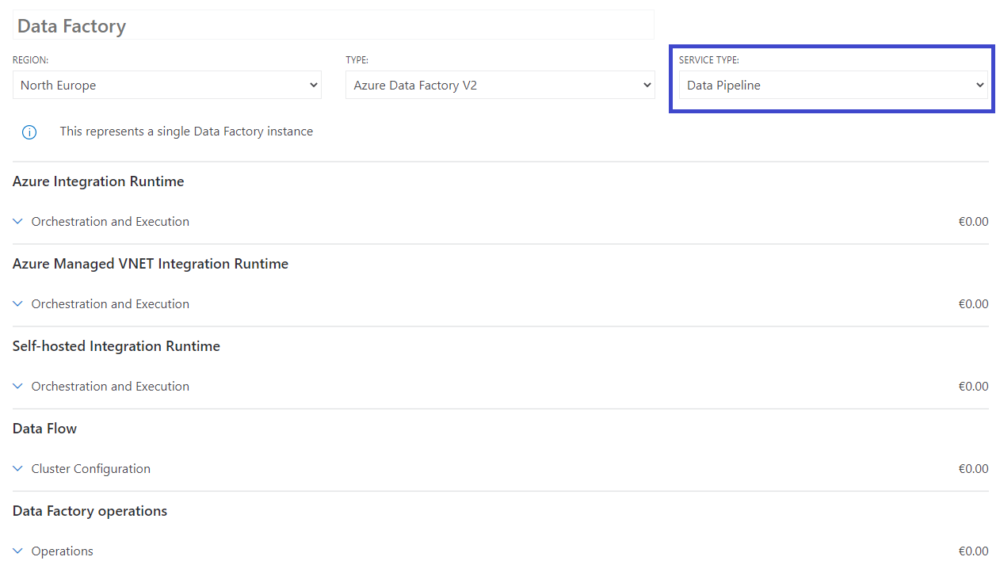 Data Factory
REGION: TYPE: SERVICE TYPE:
North Europe Azure Data Factory V2 Data Pipeline
This represents a single Data Factory instance
Azure Integration Runtime
Orchestration and Execution €0.00
Azure Managed VNET Integration Runtime
Orchestration and Execution €0.00
Self-hosted Integration Runtime
Orchestration and Execution €0.00
Data Flow
Cluster Configuration €0.00
Data Factory operations
Operations €0.00